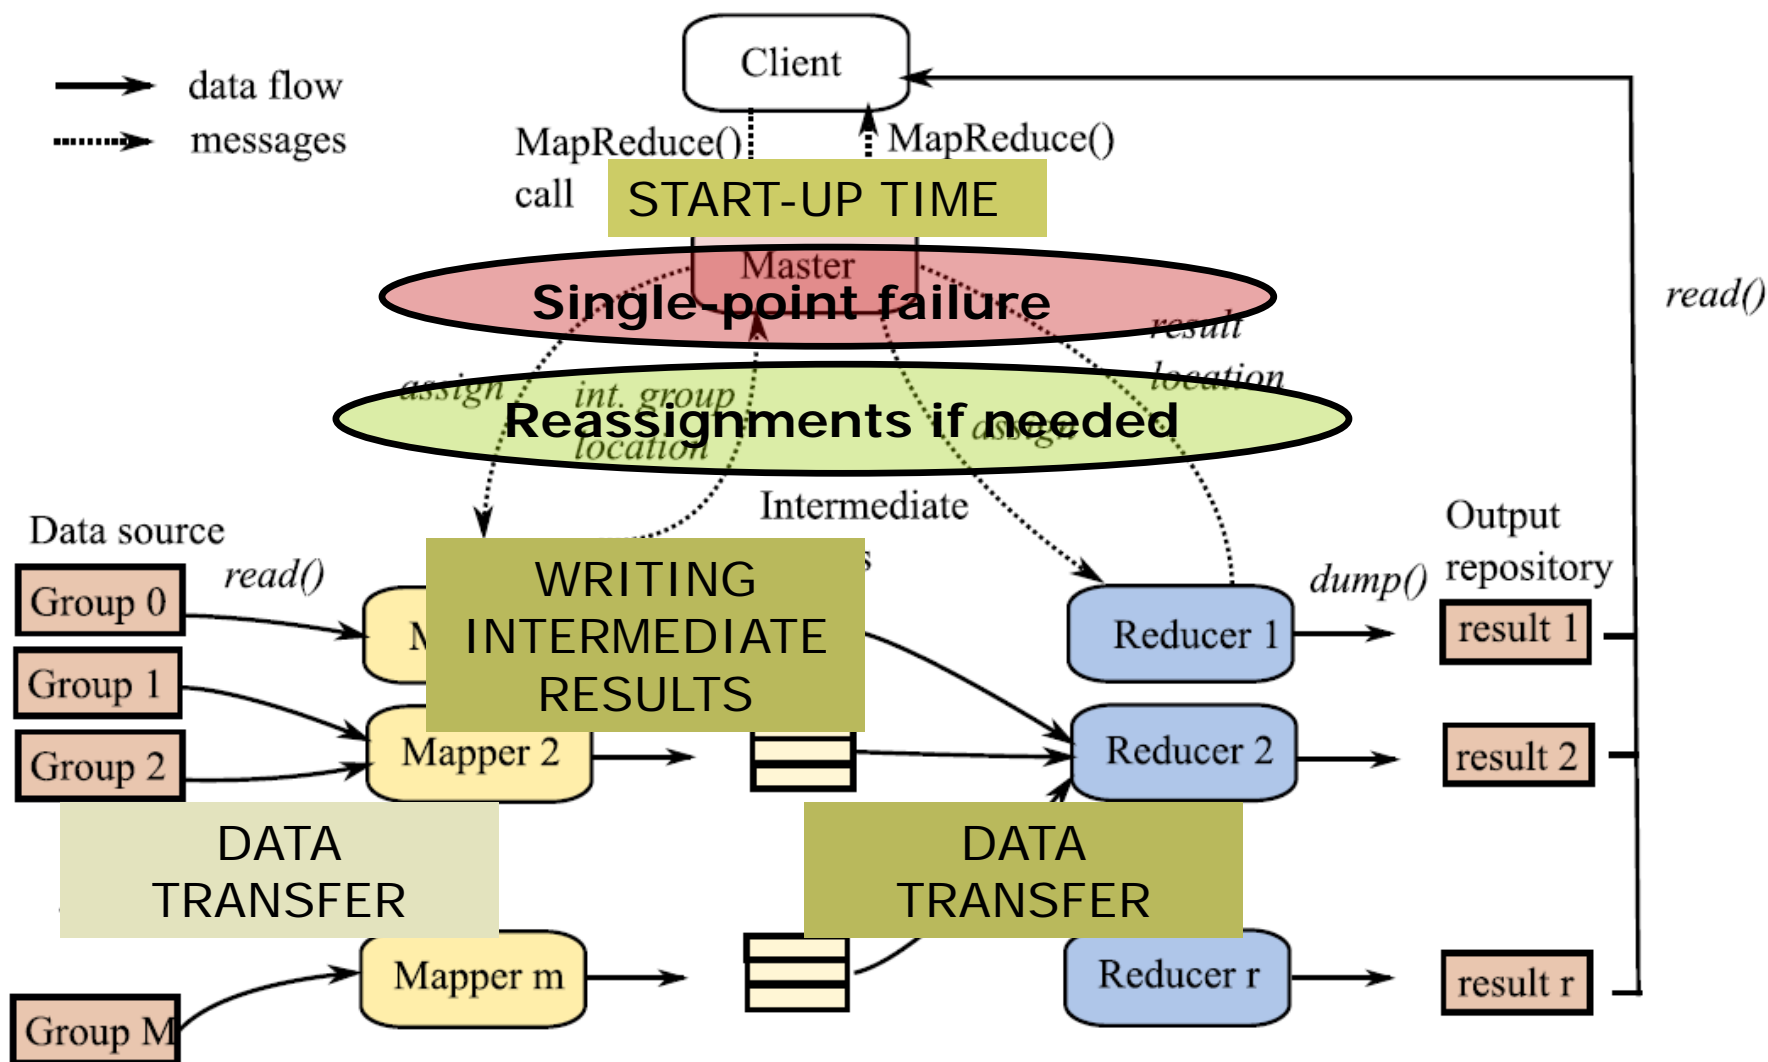 Client
data flow
messages
MapReduce()
call
MapReduce()
START-UP TIME
Master
Single-point failure
read()
result
location
assign
int. group
location
assign
Reassignments if needed
Intermediate
Data source
read()
Output
repository
dump()
WRITING
INTERMEDIATE
RESULTS
Group 0
Reducer 1
result 1
Group 1
Group 2
Mapper 2
Reducer 2
result 2
DATA
TRANSFER
DATA
TRANSFER
Mapper m
Reducer r
result r
Group M